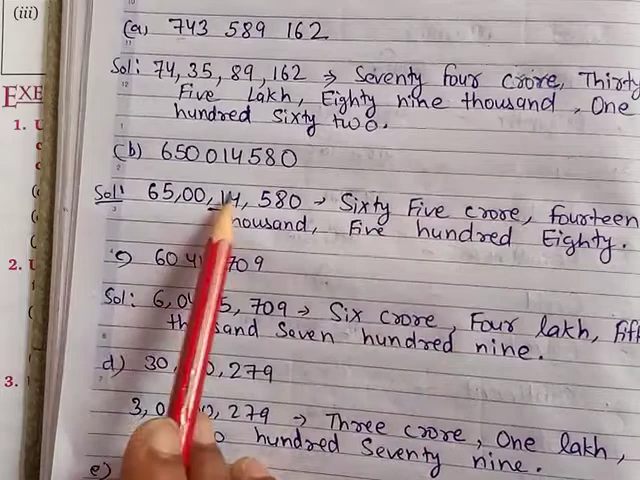 (iii)
EXE
1. U
2. U
3.
(a) 743 589 162
Sol: 74,35,89,162 → Seventy four crore, Thirty
Five Lakh, Eighty nine thousand, One
hundred Sixty two.
(b) 650014580
Sol: 65,00,14,580 → Sixty Five crore, fourteen
thousand, Five hundred Eighty.
709
Sol: 6,0 5,709 → Six crore, Four lakh,
Seven hundred nine.
d) 30, 0,279
3,0 0,279 → Three crore, One lakh,
hundred Seventy nine.
e)